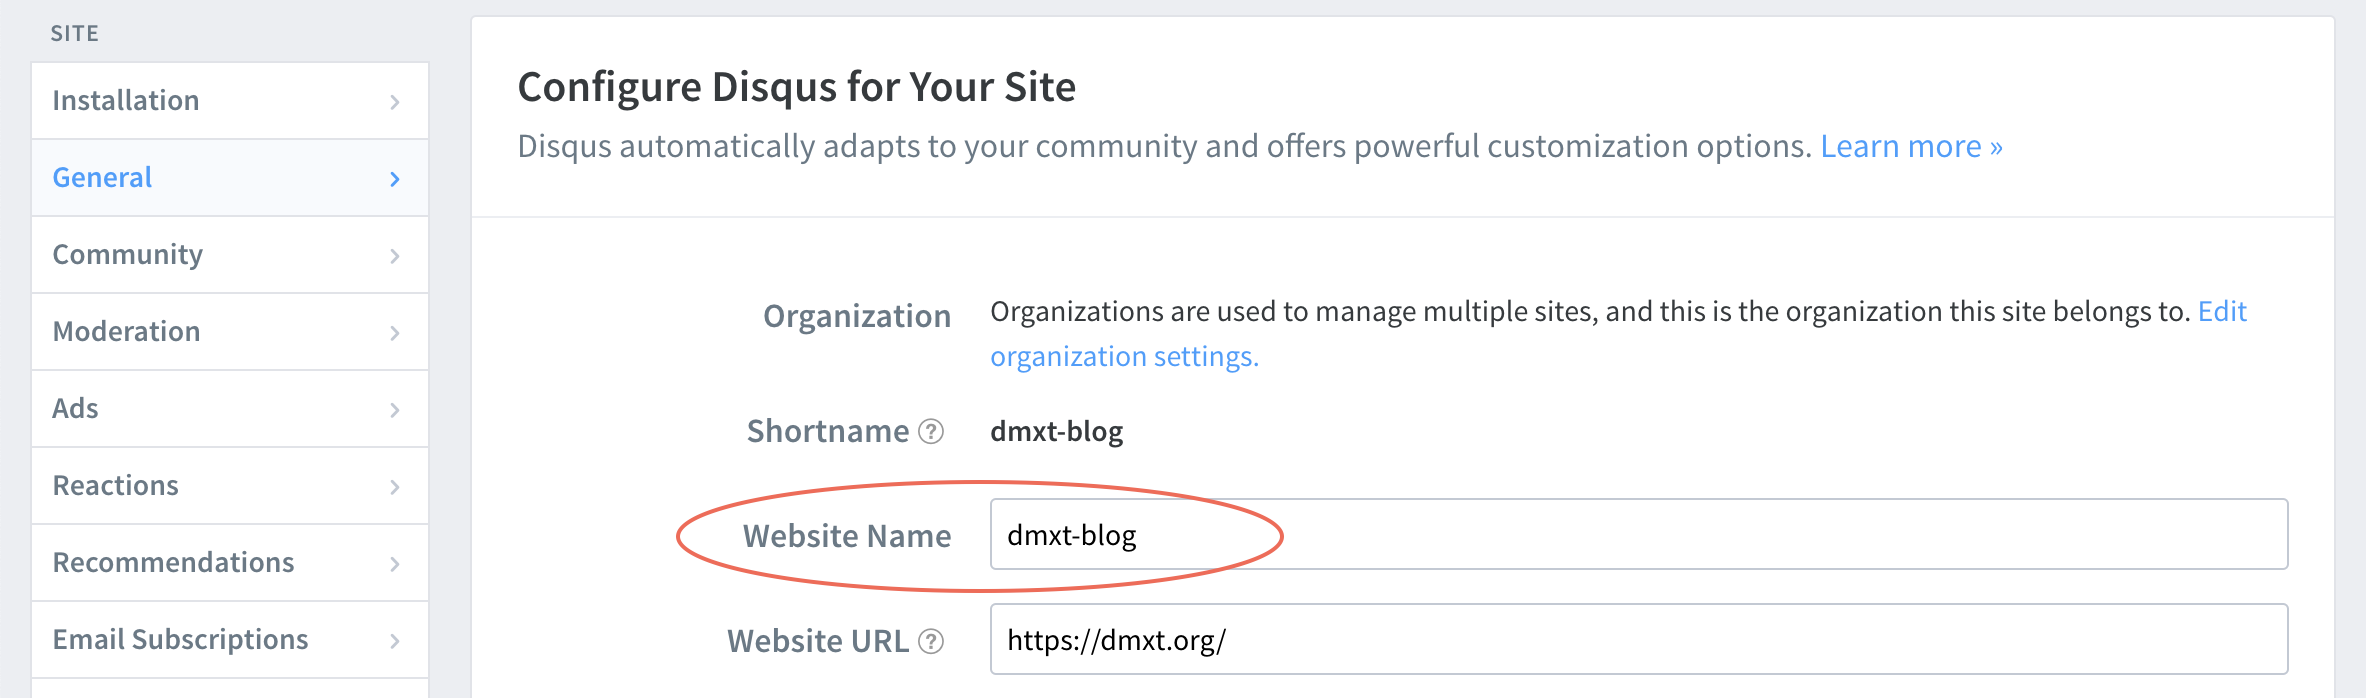 SITE
Installation
General
Community
Moderation
Ads
Reactions
Recommendations
Email Subscriptions
Configure Disqus for Your Site
Disqus automatically adapts to your community and offers powerful customization options. Learn more »
Organization
Organizations are used to manage multiple sites, and this is the organization this site belongs to. Edit
organization settings.
Shortname ? dmxt-blog
Website Name dmxt-blog
Website URL ? https://dmxt.org/